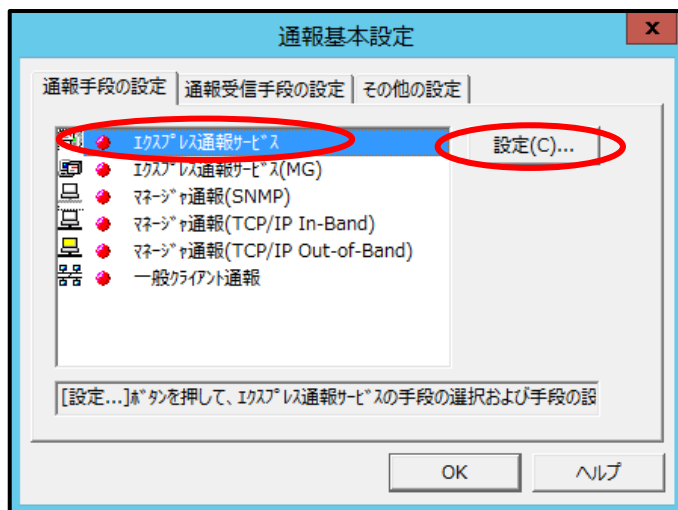 通報基本設定
x
通報手段の設定 通報受信手段の設定 その他の設定
ｴｸｽﾌﾟﾚｽ通報ｻｰﾋﾞｽ
設定(C)...
ｴｸｽﾌﾟﾚｽ通報ｻｰﾋﾞｽ(MG)
ﾏﾈｰｼﾞｬ通報(SNMP)
ﾏﾈｰｼﾞｬ通報(TCP/IP In-Band)
ﾏﾈｰｼﾞｬ通報(TCP/IP Out-of-Band)
一般ｸﾗｲｱﾝﾄ通報
[設定...]ﾎﾞﾀﾝを押して、ｴｸｽﾌﾟﾚｽ通報ｻｰﾋﾞｽの手段の選択および手段の設
OK ヘルプ